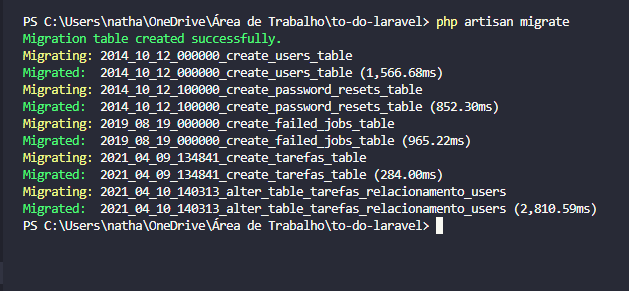 PS C:\Users\natha\OneDrive\Área de Trabalho\to-do-laravel> php artisan migrate
Migration table created successfully.
Migrating: 2014_10_12_000000_create_users_table
Migrated:  2014_10_12_000000_create_users_table (1,566.68ms)
Migrating: 2014_10_12_100000_create_password_resets_table
Migrated:  2014_10_12_100000_create_password_resets_table (852.30ms)
Migrating: 2019_08_19_000000_create_failed_jobs_table
Migrated:  2019_08_19_000000_create_failed_jobs_table (965.22ms)
Migrating: 2021_04_09_134841_create_tarefas_table
Migrated:  2021_04_09_134841_create_tarefas_table (284.00ms)
Migrating: 2021_04_10_140313_alter_table_tarefas_relacionamento_users
Migrated:  2021_04_10_140313_alter_table_tarefas_relacionamento_users (2,810.59ms)
PS C:\Users\natha\OneDrive\Área de Trabalho\to-do-laravel>